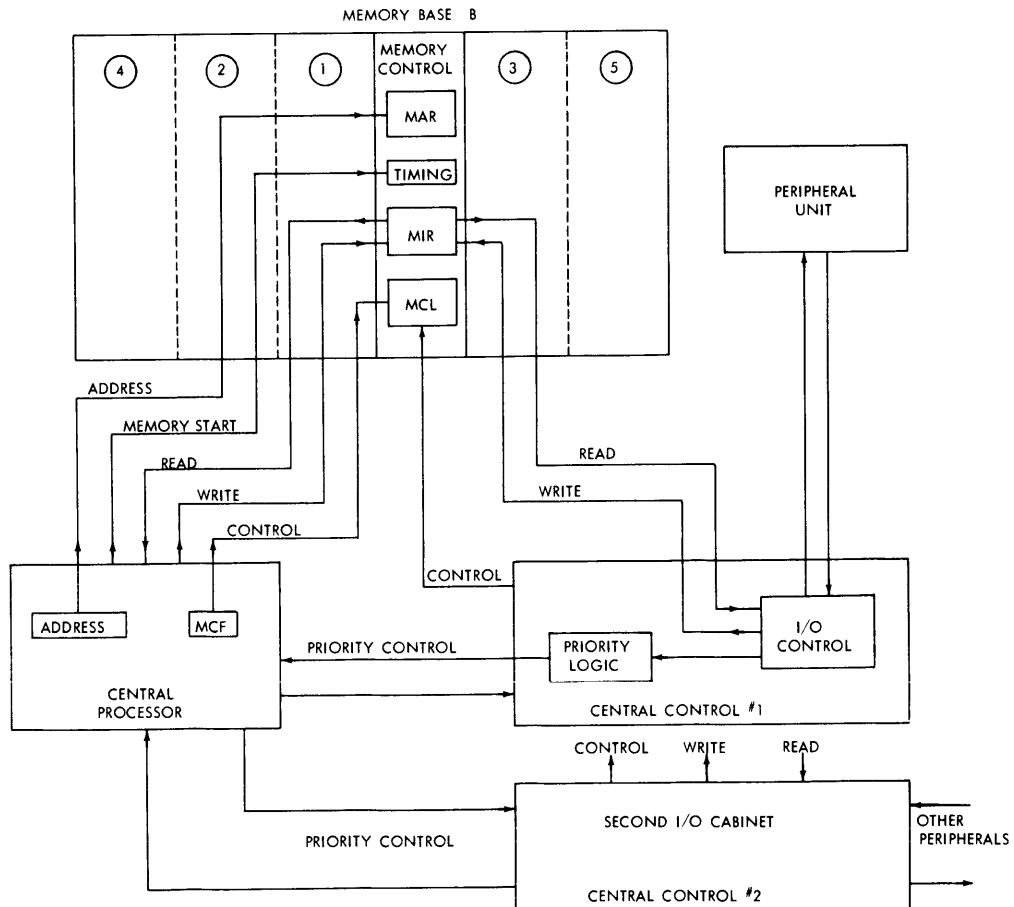 MEMORY BASE B
4
2
1
MEMORY
CONTROL
3
5
MAR
TIMING
MIR
MCL
PERIPHERAL
UNIT
ADDRESS
MEMORY START
READ
WRITE
CONTROL
READ
WRITE
CONTROL
ADDRESS
MCF
CENTRAL
PROCESSOR
PRIORITY CONTROL
PRIORITY
LOGIC
I/O
CONTROL
CENTRAL CONTROL #1
CONTROL
WRITE
READ
PRIORITY CONTROL
SECOND I/O CABINET
CENTRAL CONTROL #2
OTHER
PERIPHERALS